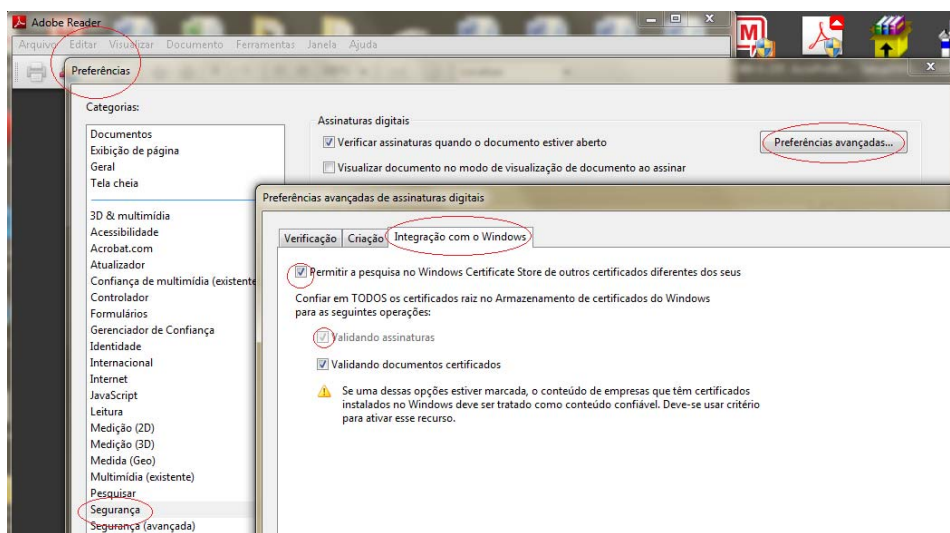 Adobe Reader
Arquivo Editar Visualizar Documento Ferramentas Janela Ajuda
Preferências
Categorias:
Documentos
Exibição de página
Geral
Tela cheia
3D & multimídia
Acessibilidade
Acrobat.com
Atualizador
Confiança de multimídia (existente
Controlador
Formulários
Gerenciador de Confiança
Identidade
Internacional
Internet
JavaScript
Leitura
Medição (2D)
Medição (3D)
Medida (Geo)
Multimídia (existente)
Pesquisar
Segurança
Segurança (avançada)
Assinaturas digitais
Verificar assinaturas quando o documento estiver aberto
Preferências avançadas...
Visualizar documento no modo de visualização de documento ao assinar
Preferências avançadas de assinaturas digitais
Verificação Criação Integração com o Windows
Permitir a pesquisa no Windows Certificate Store de outros certificados diferentes dos seus
Confiar em TODOS os certificados raiz no Armazenamento de certificados do Windows
para as seguintes operações:
Validando assinaturas
Validando documentos certificados
Se uma dessas opções estiver marcada, o conteúdo de empresas que têm certificados
instalados no Windows deve ser tratado como conteúdo confiável. Deve-se usar critério
para ativar esse recurso.